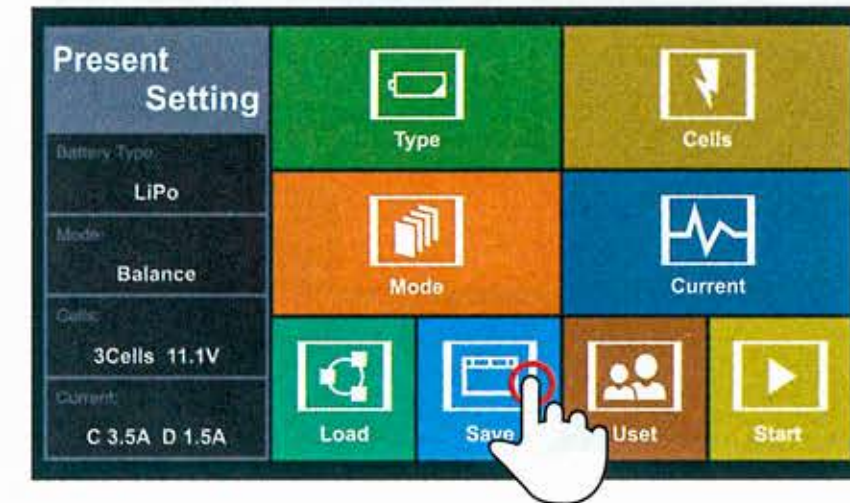 Present
Setting
Battery Type:
LiPo
Mode:
Balance
Cells:
3Cells 11.1V
Current:
C 3.5A D 1.5A
Type
Cells
Mode
Current
Load
Save
Uset
Start